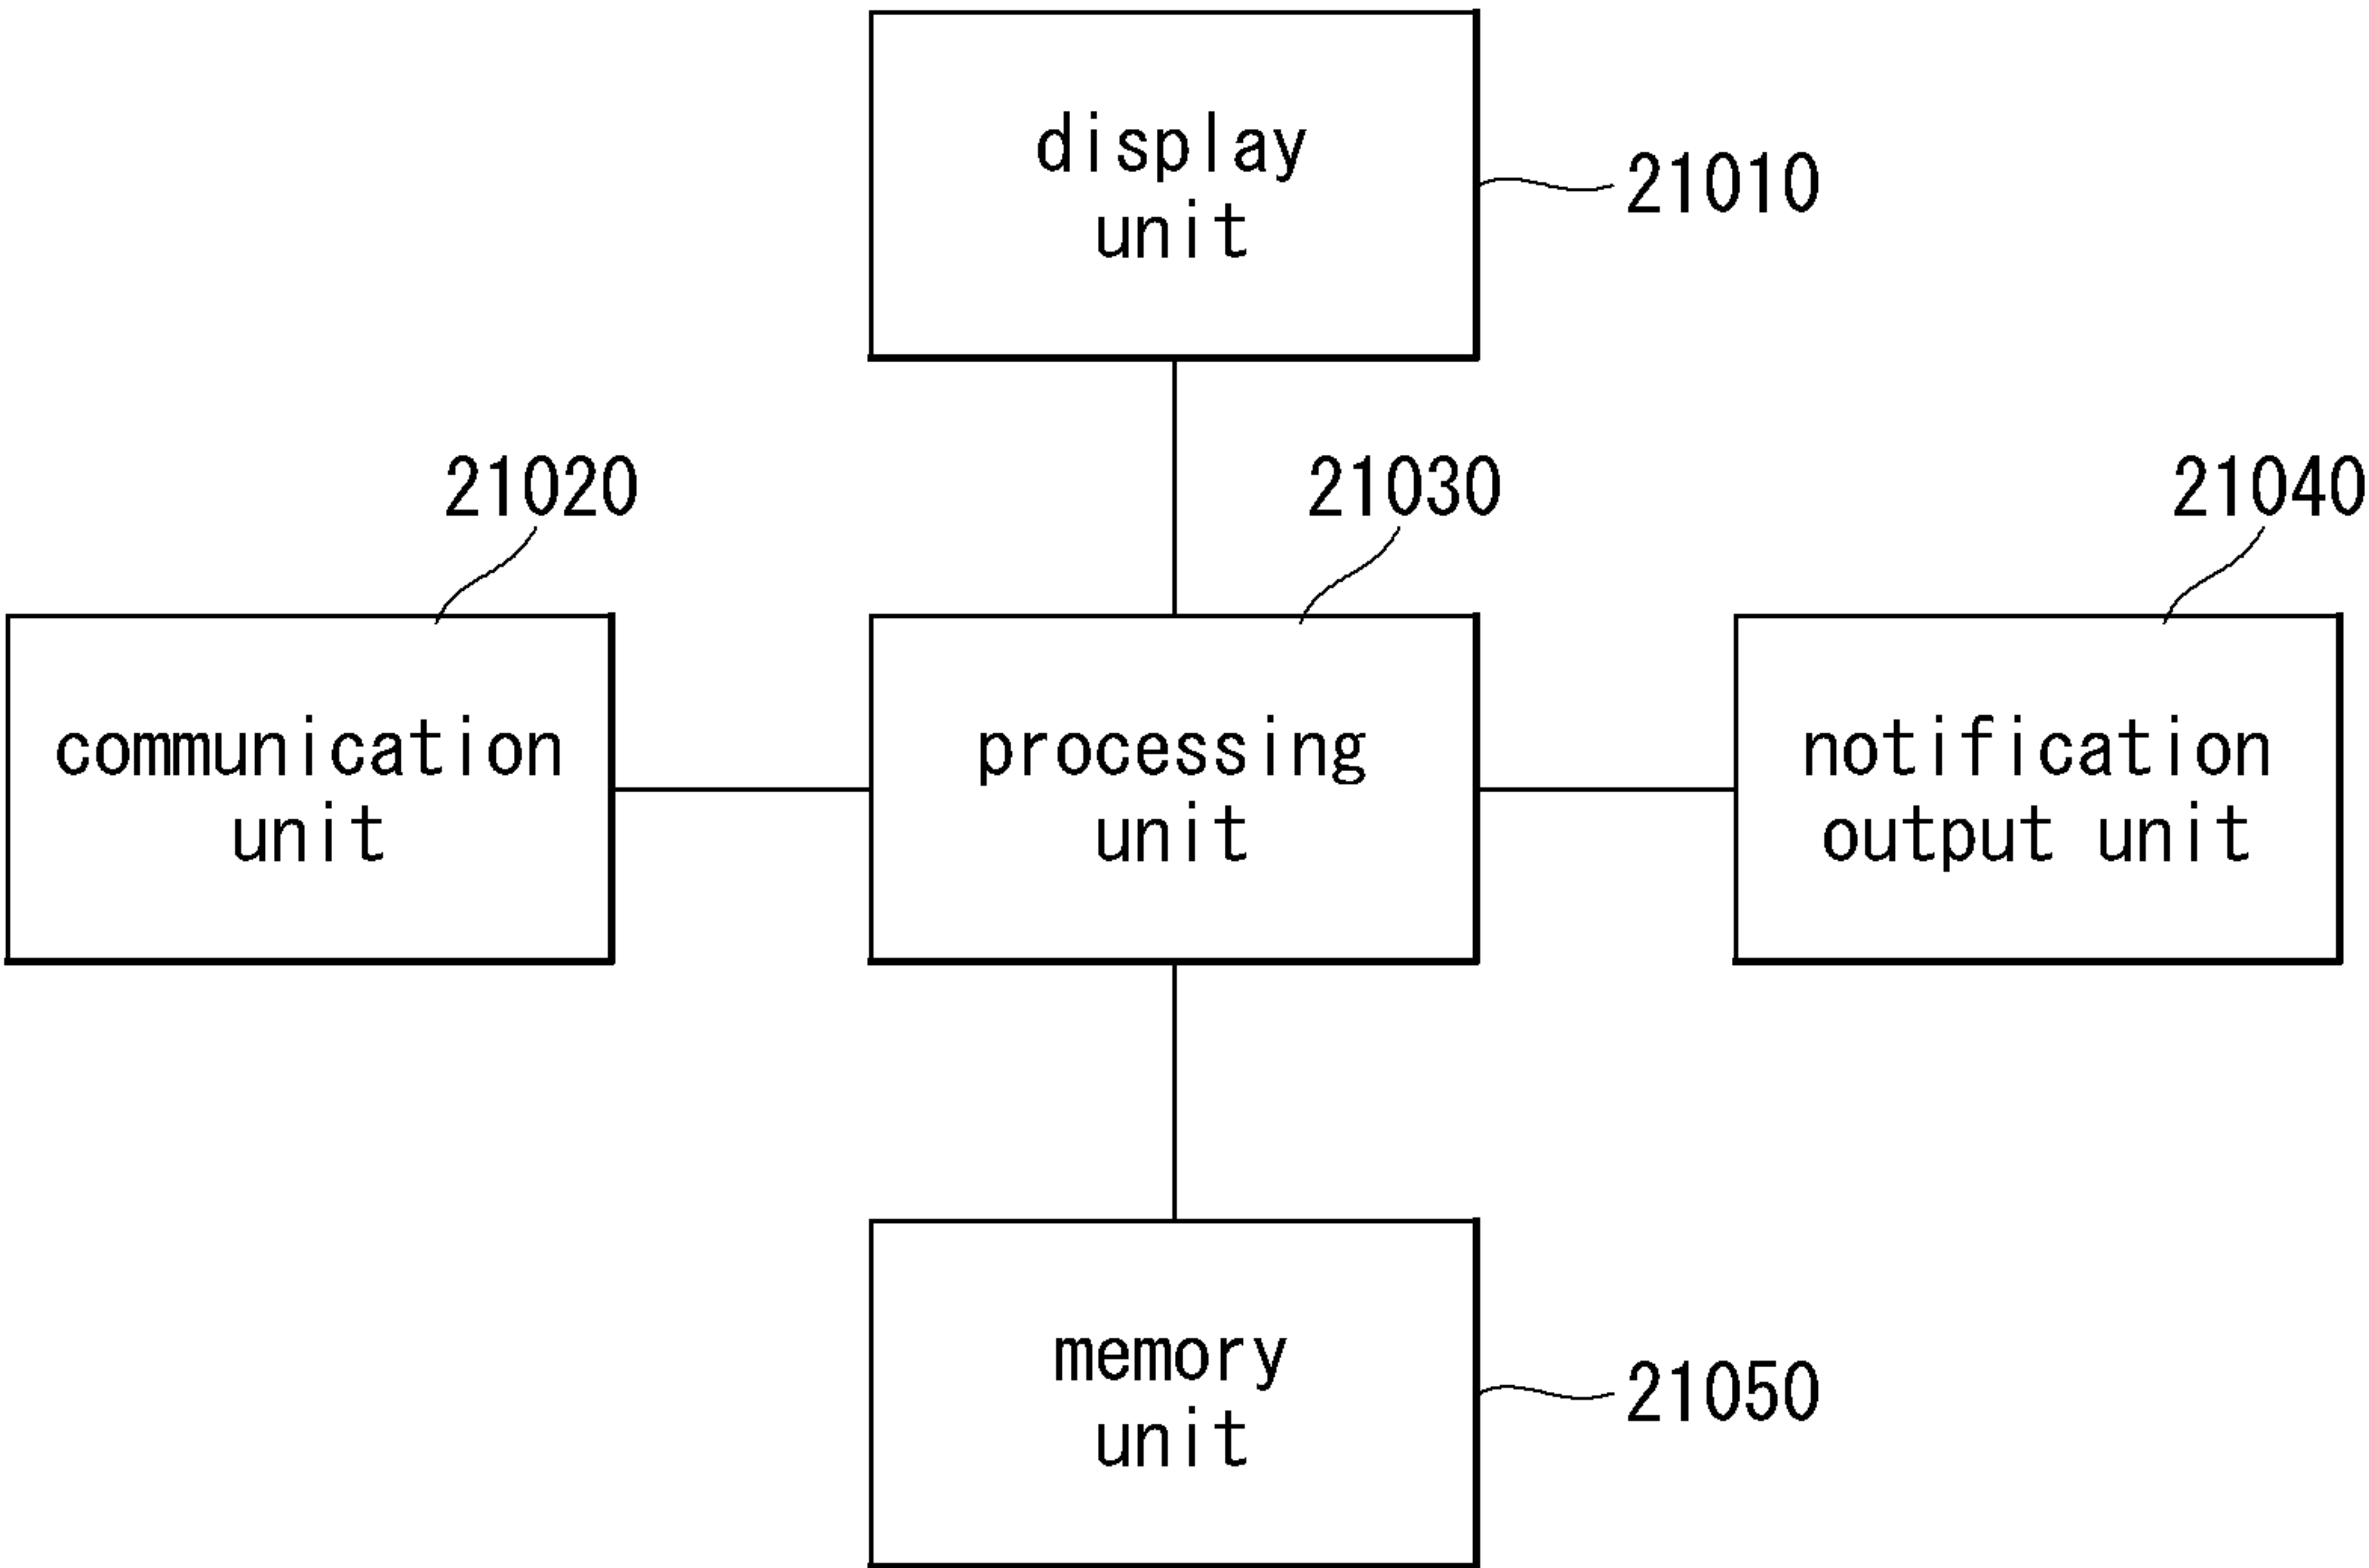 display
unit
21010
21020
21030
21040
communication
unit
processing
unit
notification
output unit
memory
unit
21050